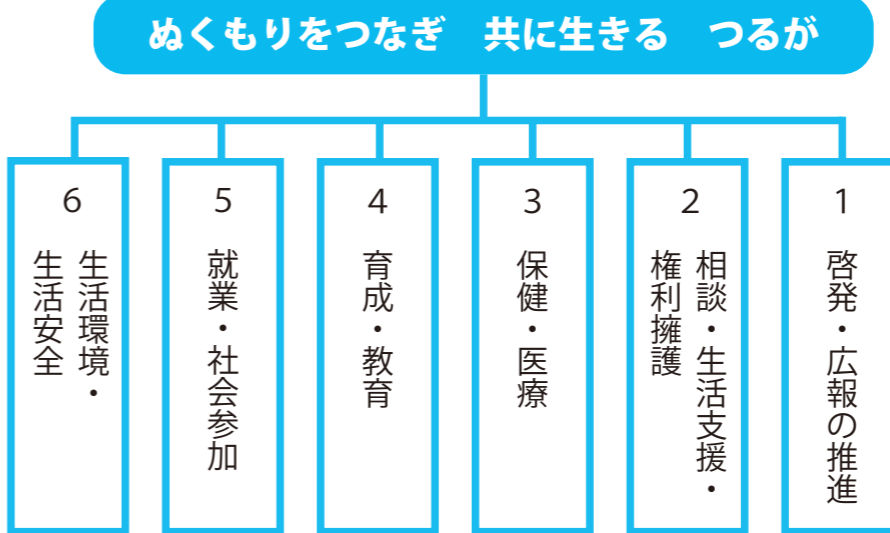 ぬくもりをつなぎ　共に生きる　つるが
1
啓発・広報の推進
2
相談・生活支援・
権利擁護
3
保健・医療
4
育成・教育
5
就業・社会参加
6
生活環境・
生活安全